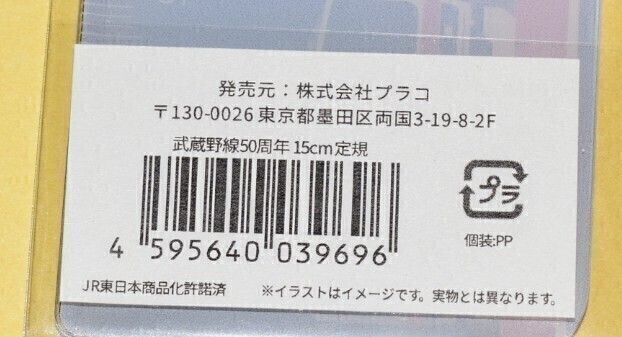 発売元：株式会社プラコ
〒130-0026 東京都墨田区両国3-19-8-2F
武蔵野線50周年 15cm定規
4 595640 039696
プラ
個装:PP
JR東日本商品化許諾済
※イラストはイメージです。実物とは異なります。